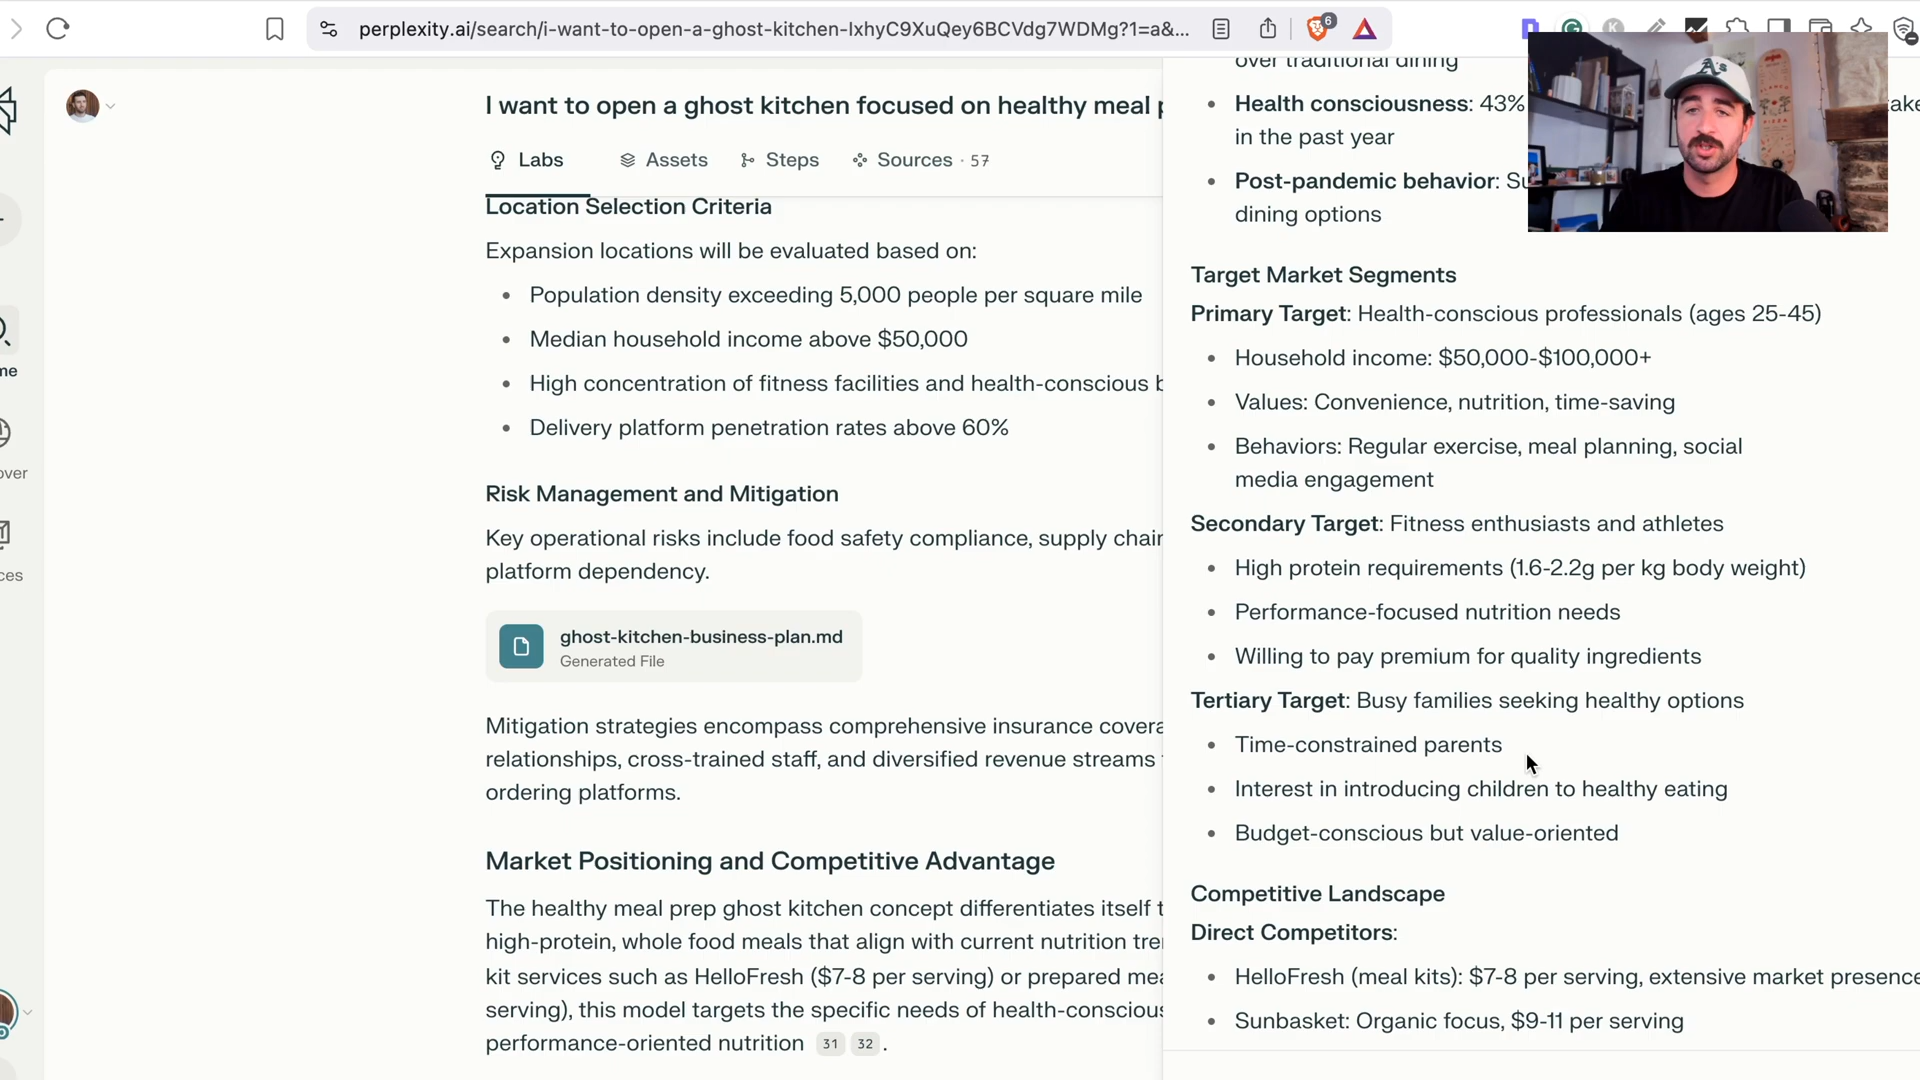 perplexity.ai/search/i-want-to-open-a-ghost-kitchen-IxhyC9XuQey6BCVdg7WDMg?1=a&...
6
I want to open a ghost kitchen focused on healthy meal
Labs
Assets
Steps
Sources · 57
Location Selection Criteria
Expansion locations will be evaluated based on:
• Population density exceeding 5,000 people per square mile
• Median household income above $50,000
• High concentration of fitness facilities and health-conscious
• Delivery platform penetration rates above 60%
Risk Management and Mitigation
Key operational risks include food safety compliance, supply chain
platform dependency.
ghost-kitchen-business-plan.md
Generated File
Mitigation strategies encompass comprehensive insurance
relationships, cross-trained staff, and diversified revenue streams
ordering platforms.
Market Positioning and Competitive Advantage
The healthy meal prep ghost kitchen concept differentiates itself
high-protein, whole food meals that align with current nutrition
kit services such as HelloFresh ($7-8 per serving) or prepared
serving), this model targets the specific needs of health-conscious
performance-oriented nutrition 31 32 .
over traditional dining
• Health consciousness: 43%
in the past year
• Post-pandemic behavior:
dining options
Target Market Segments
Primary Target: Health-conscious professionals (ages 25-45)
• Household income: $50,000-$100,000+
• Values: Convenience, nutrition, time-saving
• Behaviors: Regular exercise, meal planning, social
media engagement
Secondary Target: Fitness enthusiasts and athletes
• High protein requirements (1.6-2.2g per kg body weight)
• Performance-focused nutrition needs
• Willing to pay premium for quality ingredients
Tertiary Target: Busy families seeking healthy options
• Time-constrained parents
• Interest in introducing children to healthy eating
• Budget-conscious but value-oriented
Competitive Landscape
Direct Competitors:
• HelloFresh (meal kits): $7-8 per serving, extensive market presence
• Sunbasket: Organic focus, $9-11 per serving
A's